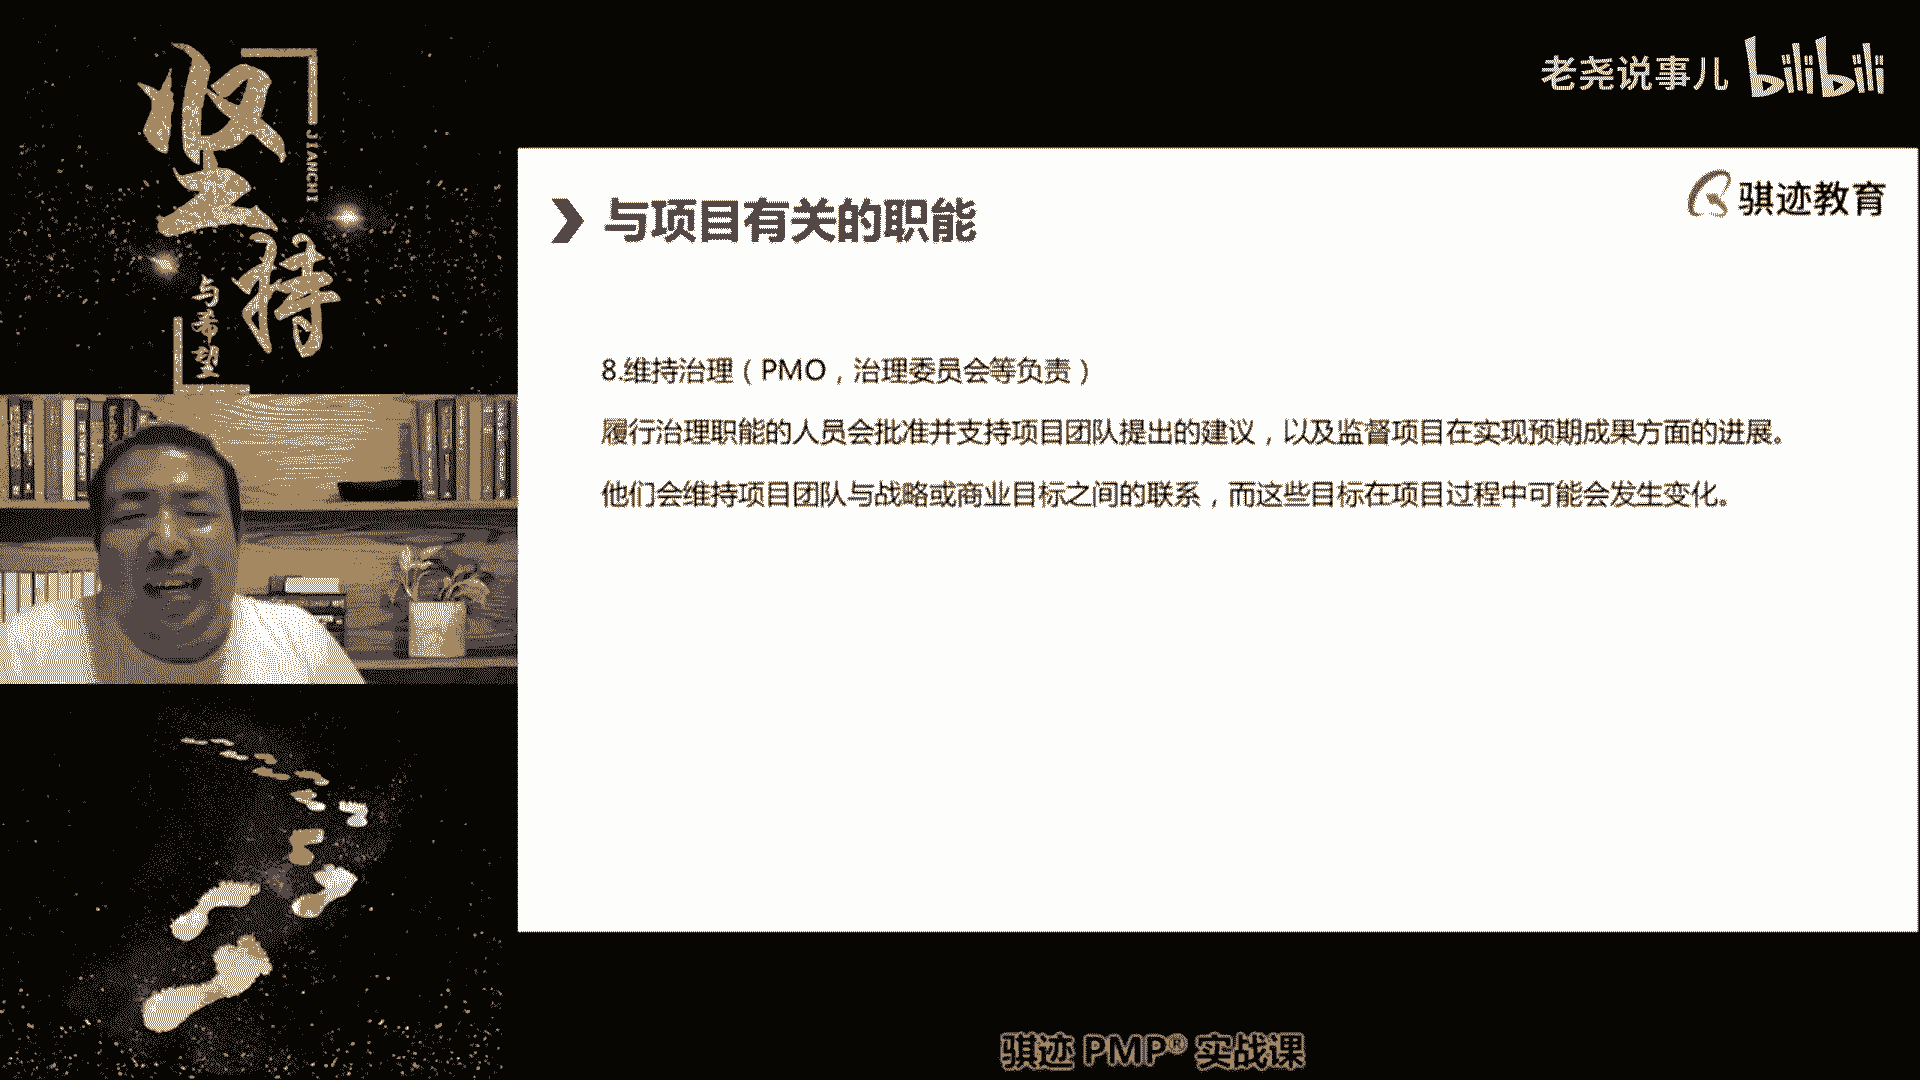 坚持
JIANCHI
与希望
老尧说事儿 bilibili
骐迹教育
与项目有关的职能
8.维持治理（PMO，治理委员会等负责）
履行治理职能的人员会批准并支持项目团队提出的建议，以及监督项目在实现预期成果方面的进展。
他们会维持项目团队与战略或商业目标之间的联系，而这些目标在项目过程中可能会发生变化。
骐迹 PMP® 实战课